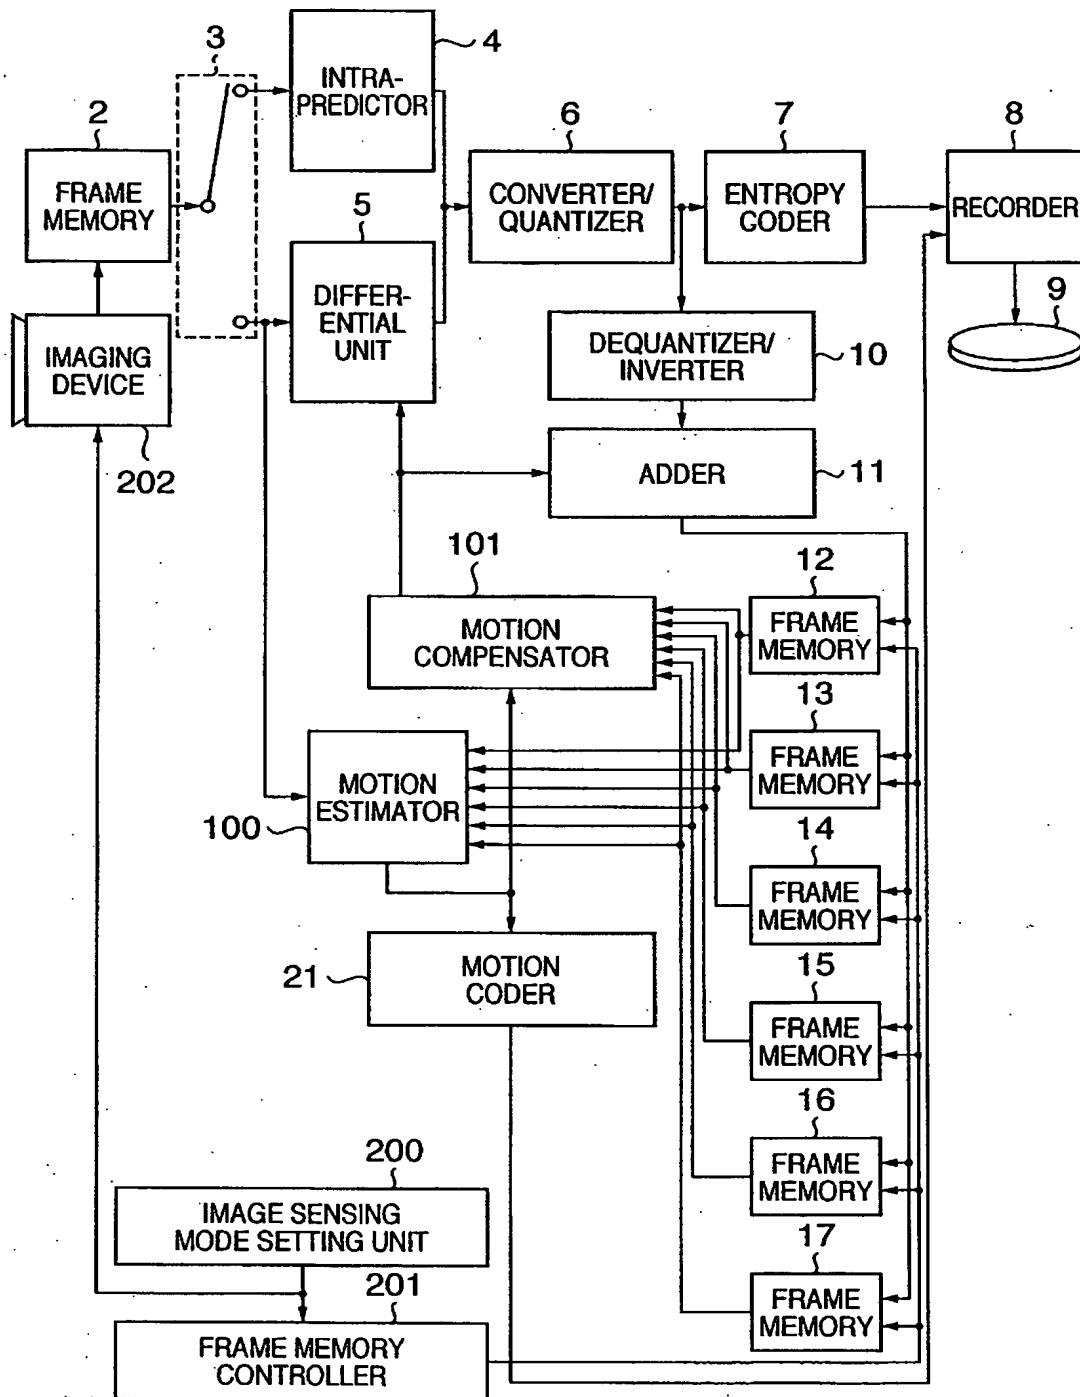 3
INTRA-
PREDICTOR
4
2
FRAME
MEMORY
5
DIFFER-
ENTIAL
UNIT
6
CONVERTER/
QUANTIZER
7
ENTROPY
CODER
8
RECORDER
9
IMAGING
DEVICE
202
DEQUANTIZER/
INVERTER
10
ADDER
11
101
MOTION
COMPENSATOR
12
FRAME
MEMORY
13
FRAME
MEMORY
MOTION
ESTIMATOR
100
14
FRAME
MEMORY
21
MOTION
CODER
15
FRAME
MEMORY
16
FRAME
MEMORY
200
IMAGE SENSING
MODE SETTING UNIT
17
FRAME
MEMORY
201
FRAME MEMORY
CONTROLLER